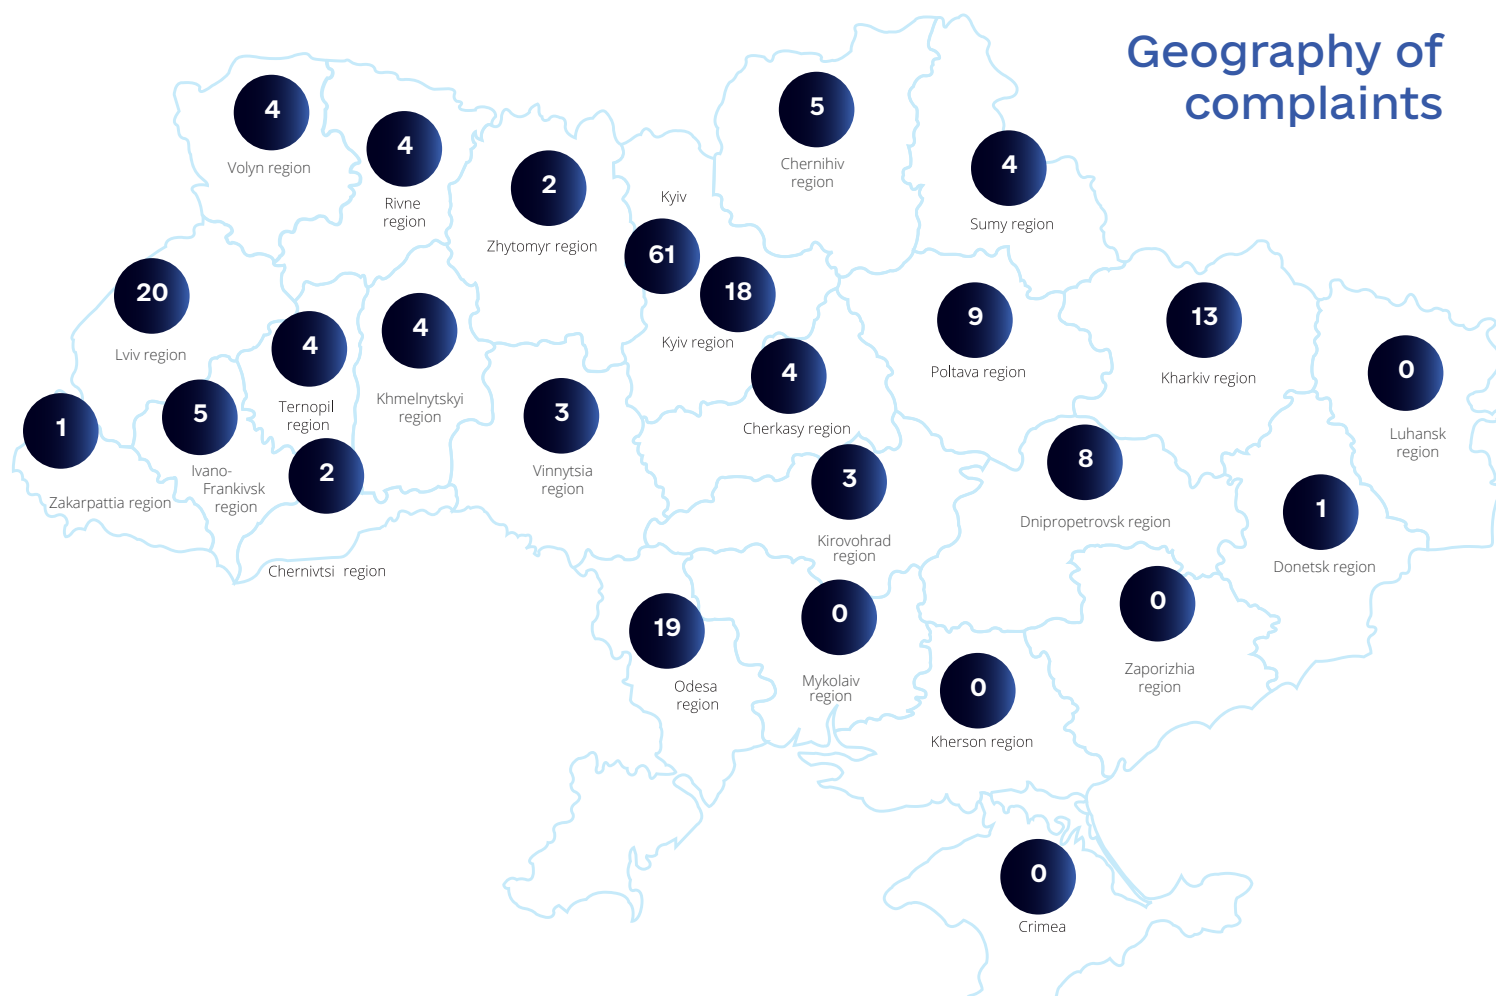 Geography of
complaints
4
Volyn region
4
Rivne
region
2
Zhytomyr region
Kyiv
61
18
Kyiv region
5
Chernihiv
region
4
Sumy region
20
Lviv region
4
Ternopil
region
4
Khmelnytskyi
region
9
Poltava region
13
Kharkiv region
0
Luhansk
region
1
Zakarpattia region
5
Ivano-
Frankivsk
region
2
Chernivtsi region
3
Vinnytsia
region
4
Cherkasy region
3
Kirovohrad
region
8
Dnipropetrovsk region
1
Donetsk region
19
Odesa
region
0
Mykolaiv
region
0
Kherson region
0
Zaporizhia
region
0
Crimea